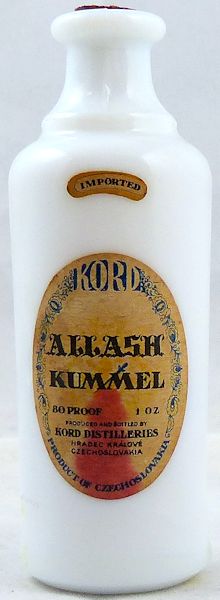 IMPORTED
KORD
ALLASH
KUMMEL
80 PROOF 1 OZ
PRODUCED AND BOTTLED BY
KORD DISTILLERIES
HRADEC KRÁLOVÉ
CZECHOSLOVAKIA
PRODUCT OF CZECHOSLOVAKIA